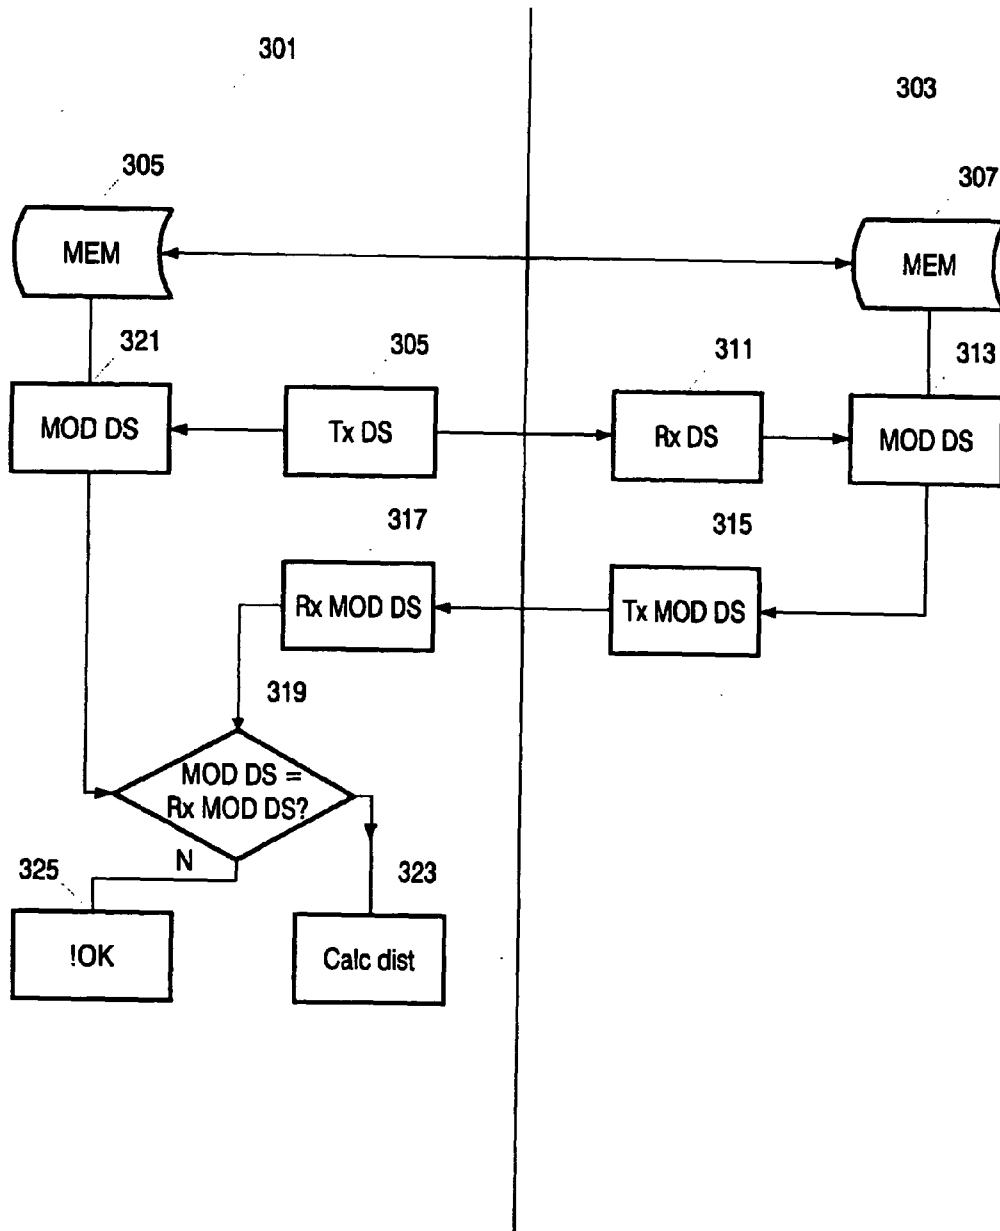 301
303
305
307
MEM
MEM
321
305
311
313
MOD DS
Tx DS
Rx DS
MOD DS
317
315
Rx MOD DS
Tx MOD DS
319
MOD DS =
Rx MOD DS?
N
325
323
!OK
Calc dist